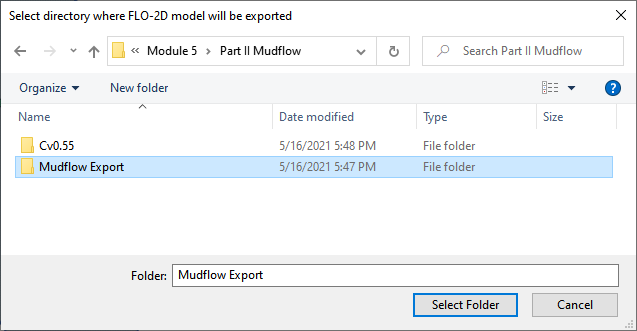 Select directory where FLO-2D model will be exported
« Module 5 > Part II Mudflow Search Part II Mudflow
Organize New folder ?
Name Date modified Type Size
Cv0.55 5/16/2021 5:48 PM File folder
Mudflow Export 5/16/2021 5:47 PM File folder
Folder: Mudflow Export
Select Folder Cancel